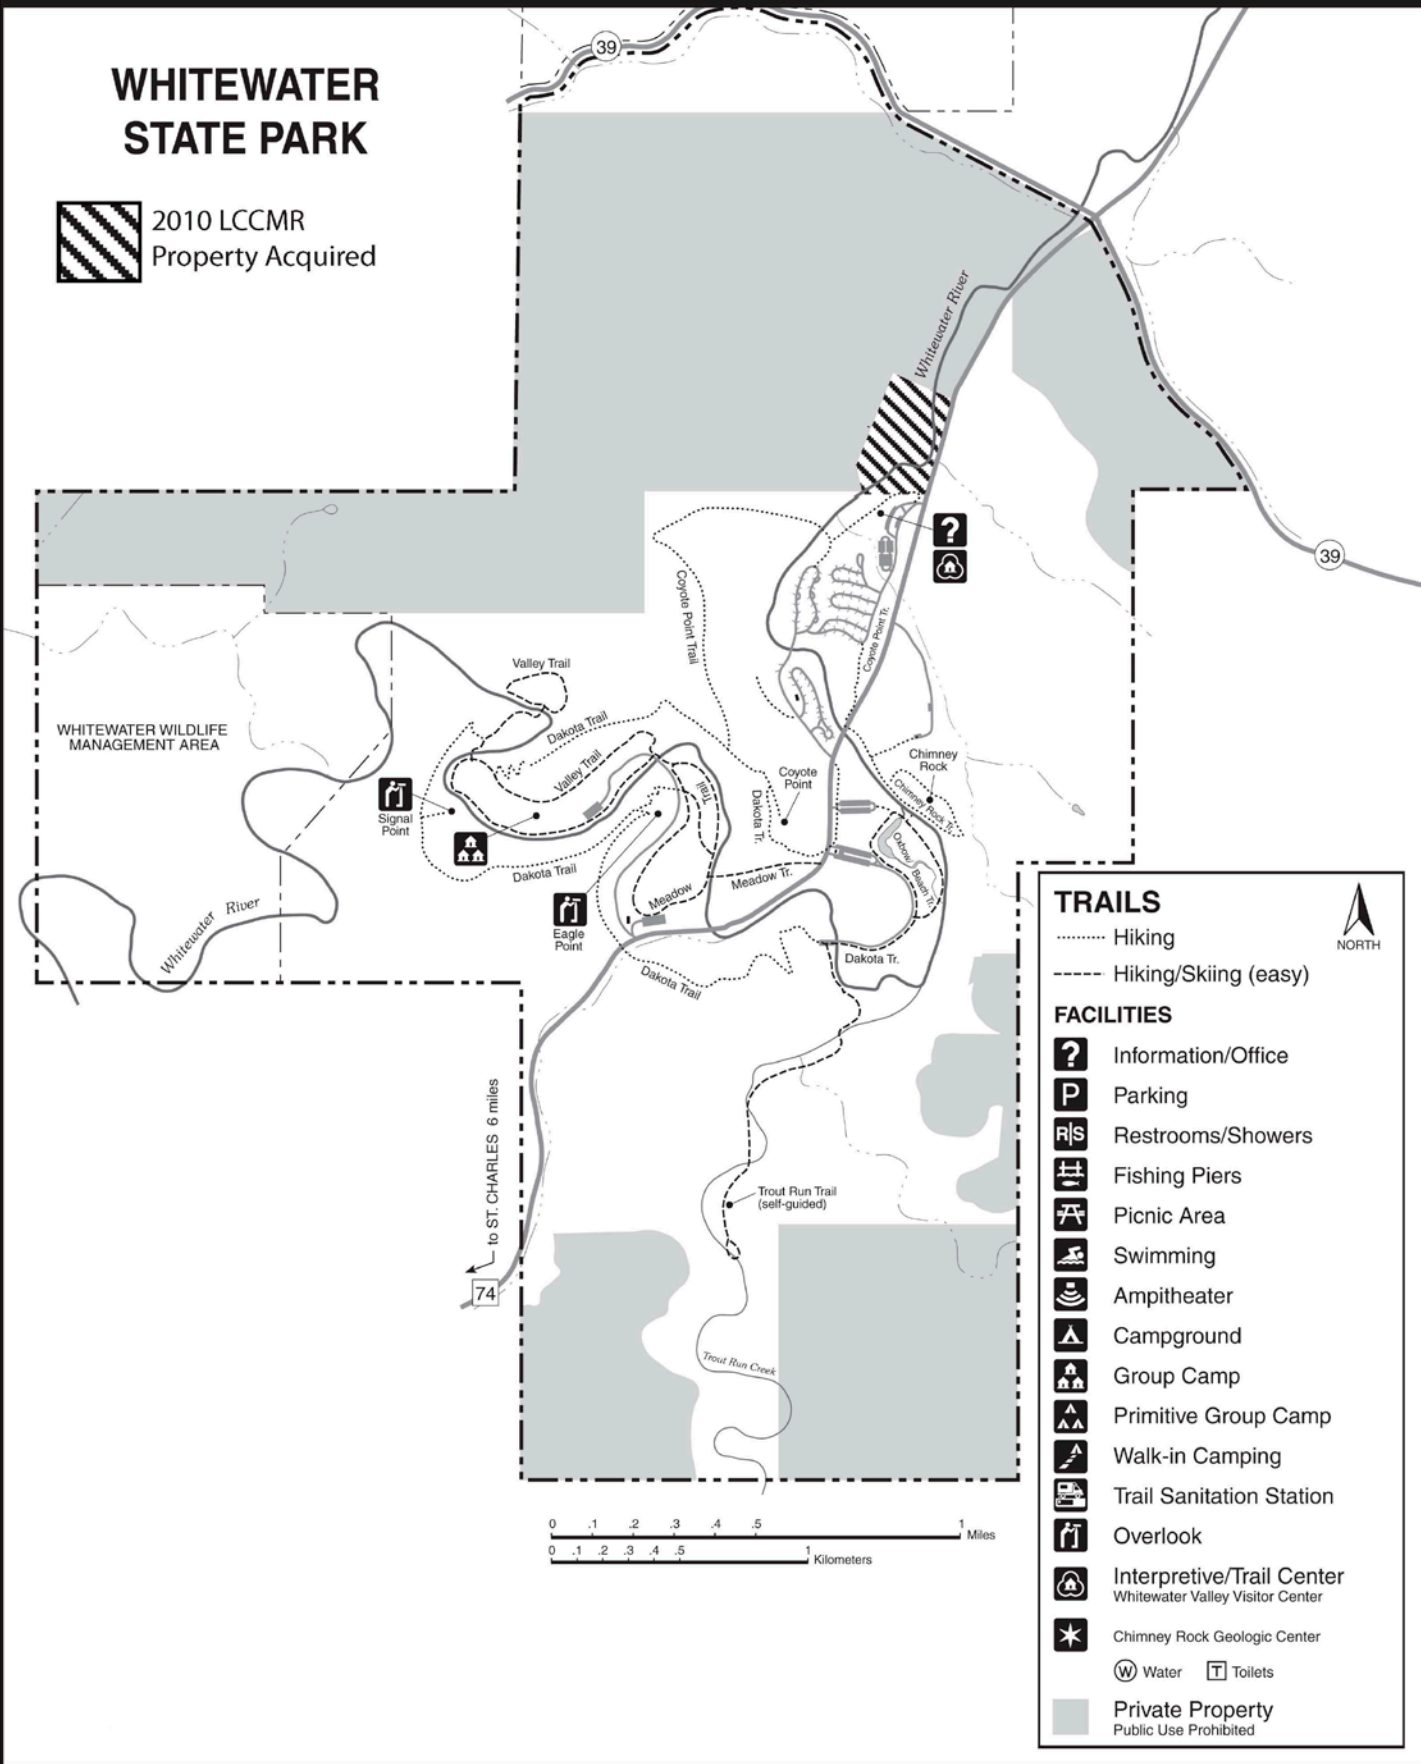 39
WHITEWATER
STATE PARK
2010 LCCMR
Property Acquired
Whitewater River
?
39
Coyote Point Trail
Coyote Point Tr.
Valley Trail
WHITEWATER WILDLIFE
MANAGEMENT AREA
Dakota Trail
Valley Trail
Chimney
Rock
Coyote
Point
Trail
Dakota Tr.
Chimney Rock Tr.
Signal
Point
Oxbow
Beach Tr.
Dakota Trail
Meadow Tr.
Meadow
Whitewater River
Eagle
Point
Dakota Tr.
Dakota Trail
to ST. CHARLES 6 miles
74
Trout Run Trail
(self-guided)
Trout Run Creek
0 .1 .2 .3 .4 .5 1 Miles
0 .1 .2 .3 .4 .5 1 Kilometers
TRAILS
NORTH
Hiking
Hiking/Skiing (easy)
FACILITIES
? Information/Office
P Parking
R|S Restrooms/Showers
Fishing Piers
Picnic Area
Swimming
Ampitheater
Campground
Group Camp
Primitive Group Camp
Walk-in Camping
Trail Sanitation Station
Overlook
Interpretive/Trail Center
Whitewater Valley Visitor Center
Chimney Rock Geologic Center
W Water T Toilets
Private Property
Public Use Prohibited